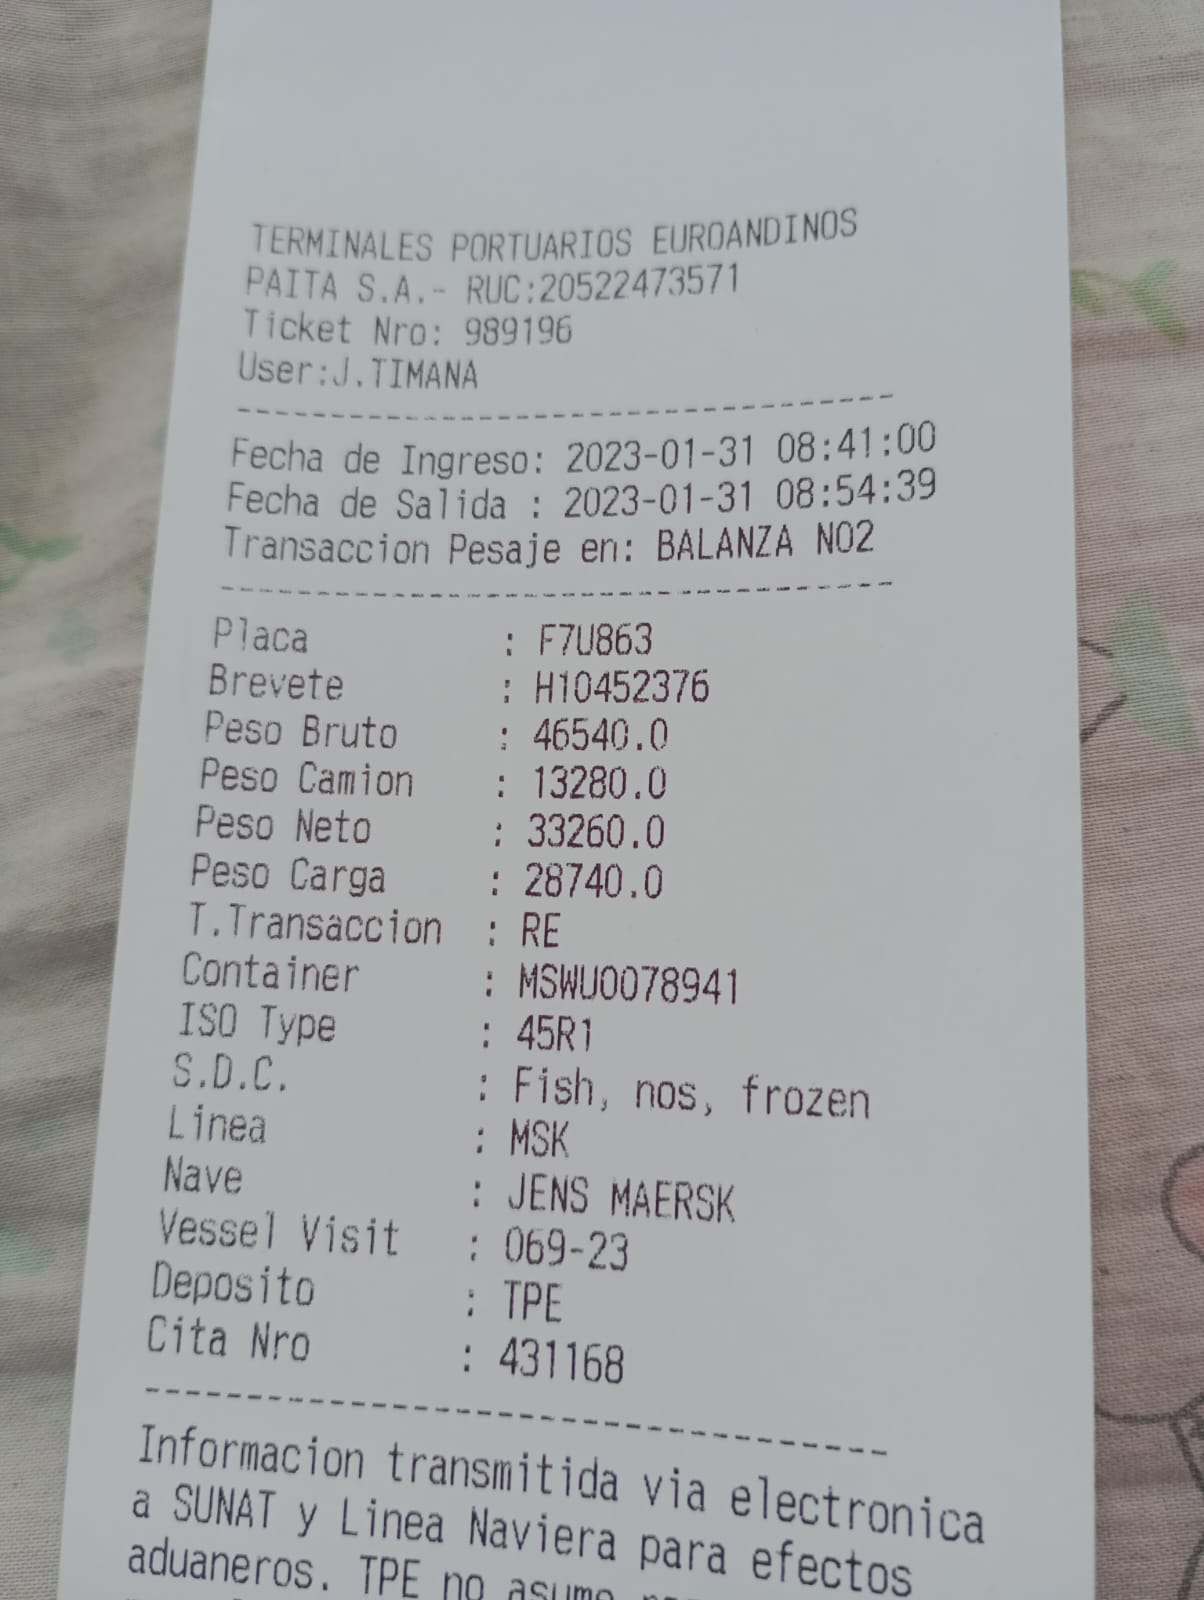 TERMINALES PORTUARIOS EUROANDINOS
PAITA S.A.- RUC:20522473571
Ticket Nro: 989196
User:J.TIMANA
------------------------------------
Fecha de Ingreso: 2023-01-31 08:41:00
Fecha de Salida : 2023-01-31 08:54:39
Transaccion Pesaje en: BALANZA NO2
------------------------------------
Placa : F7U863
Brevete : H10452376
Peso Bruto : 46540.0
Peso Camion : 13280.0
Peso Neto : 33260.0
Peso Carga : 28740.0
T.Transaccion : RE
Container : MSWU0078941
ISO Type : 45R1
S.D.C. : Fish, nos, frozen
Linea : MSK
Nave : JENS MAERSK
Vessel Visit : 069-23
Deposito : TPE
Cita Nro : 431168
------------------------------------
Informacion transmitida via electronica
a SUNAT y Linea Naviera para efectos
aduaneros. TPE no asume